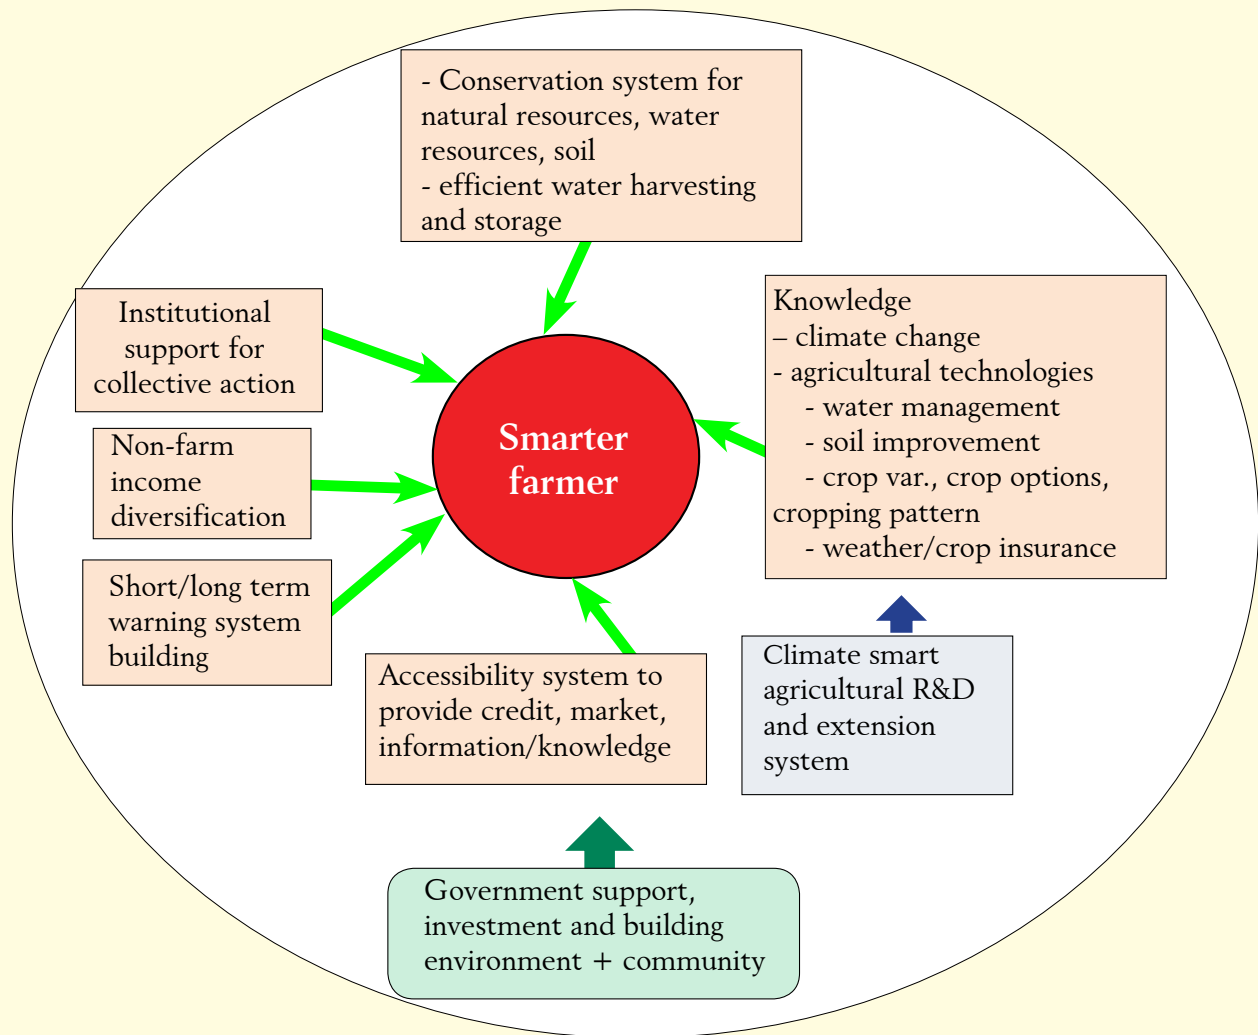 - Conservation system for
natural resources, water
resources, soil
- efficient water harvesting
and storage
Institutional
support for
collective action
Knowledge
– climate change
- agricultural technologies
- water management
- soil improvement
- crop var., crop options,
cropping pattern
- weather/crop insurance
Smarter
farmer
Non-farm
income
diversification
Short/long term
warning system
building
Accessibility system to
provide credit, market,
information/knowledge
Climate smart
agricultural R&D
and extension
system
Government support,
investment and building
environment + community